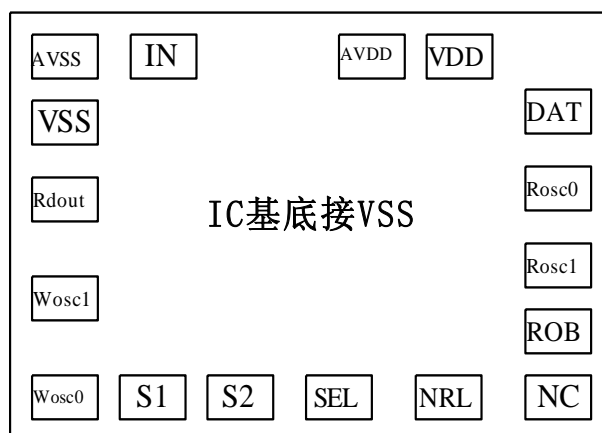 AVSS
IN
AVDD
VDD
VSS
DAT
Rdout
Rosc0
IC基底接VSS
Rosc1
Wosc1
ROB
Wosc0
S1
S2
SEL
NRL
NC